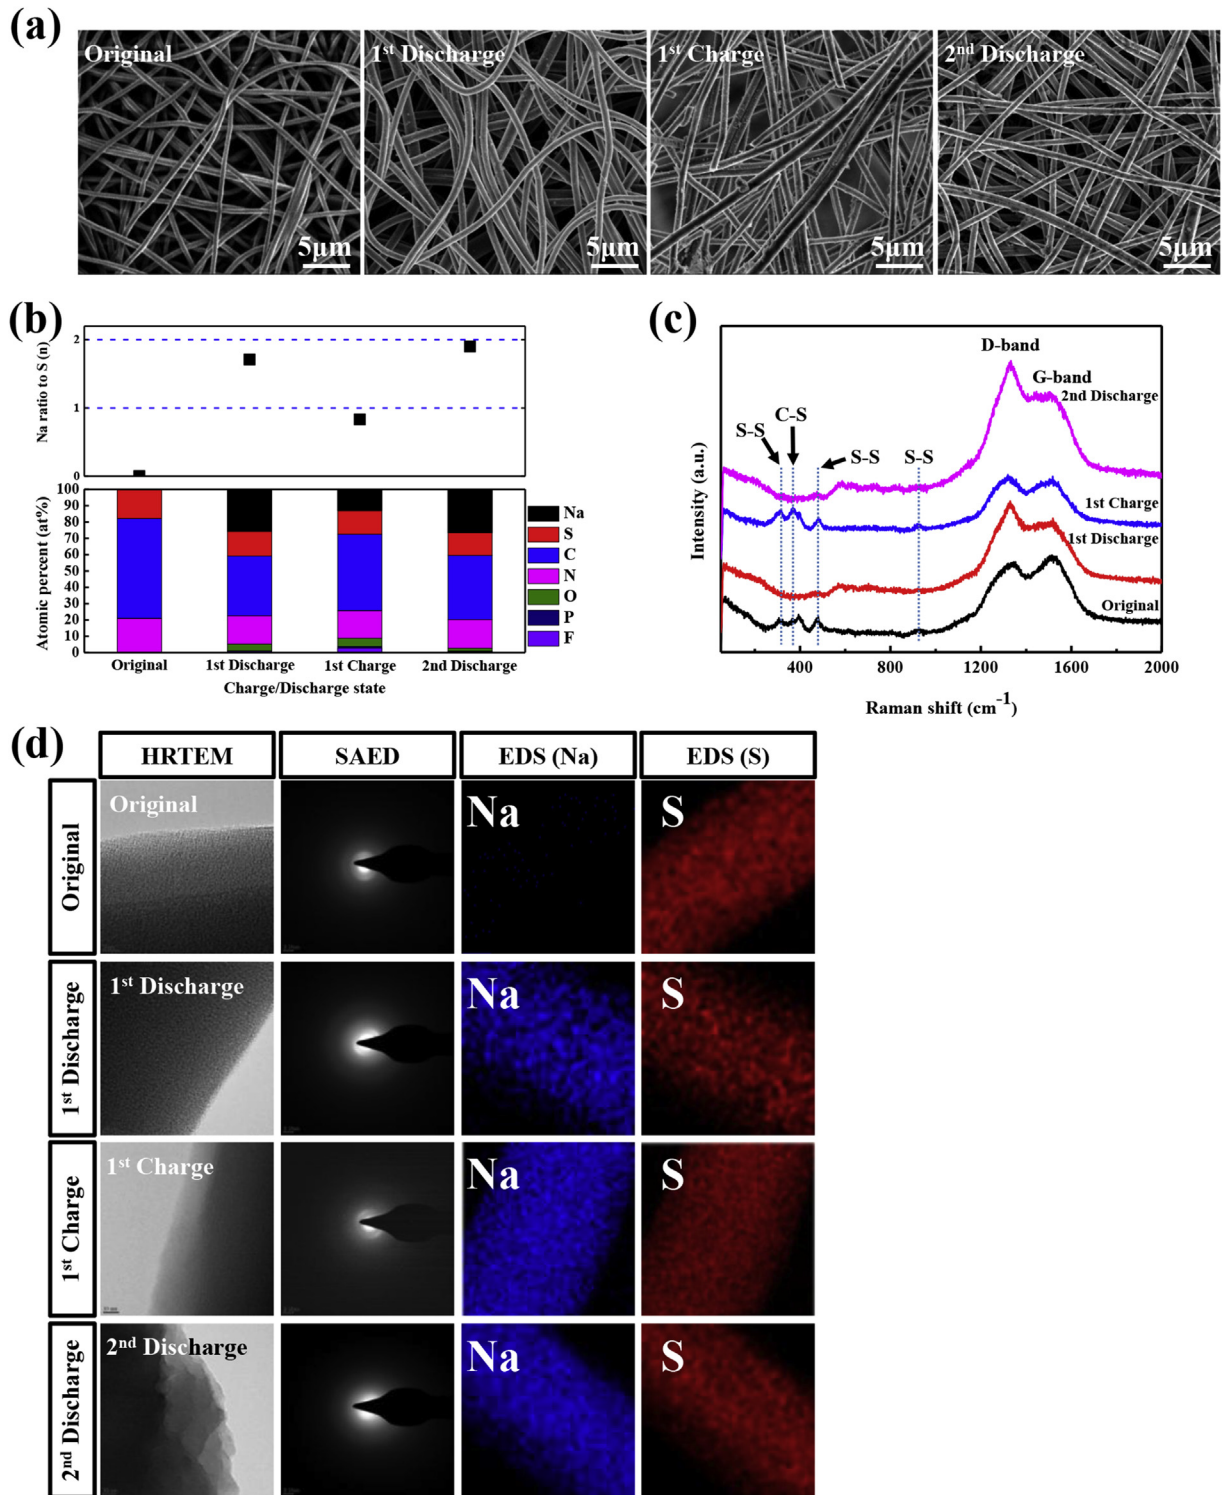 (a)
Original
1st Discharge
1st Charge
2nd Discharge
5μm
5μm
5μm
5μm
(b)
Na ratio to S (n)
2
1
0
Atomic percent (at%)
100
90
80
70
60
50
40
30
20
10
0
Na
S
C
N
O
P
F
Original
1st Discharge
1st Charge
2nd Discharge
Charge/Discharge state
(c)
Intensity (a.u.)
D-band
G-band
2nd Discharge
C-S
S-S
S-S
S-S
1st Charge
1st Discharge
Original
400
800
1200
1600
2000
Raman shift (cm-1)
(d)
HRTEM
SAED
EDS (Na)
EDS (S)
Original
Original
Na
S
1st Discharge
1st Discharge
Na
S
1st Charge
1st Charge
Na
S
2nd Discharge
2nd Discharge
Na
S